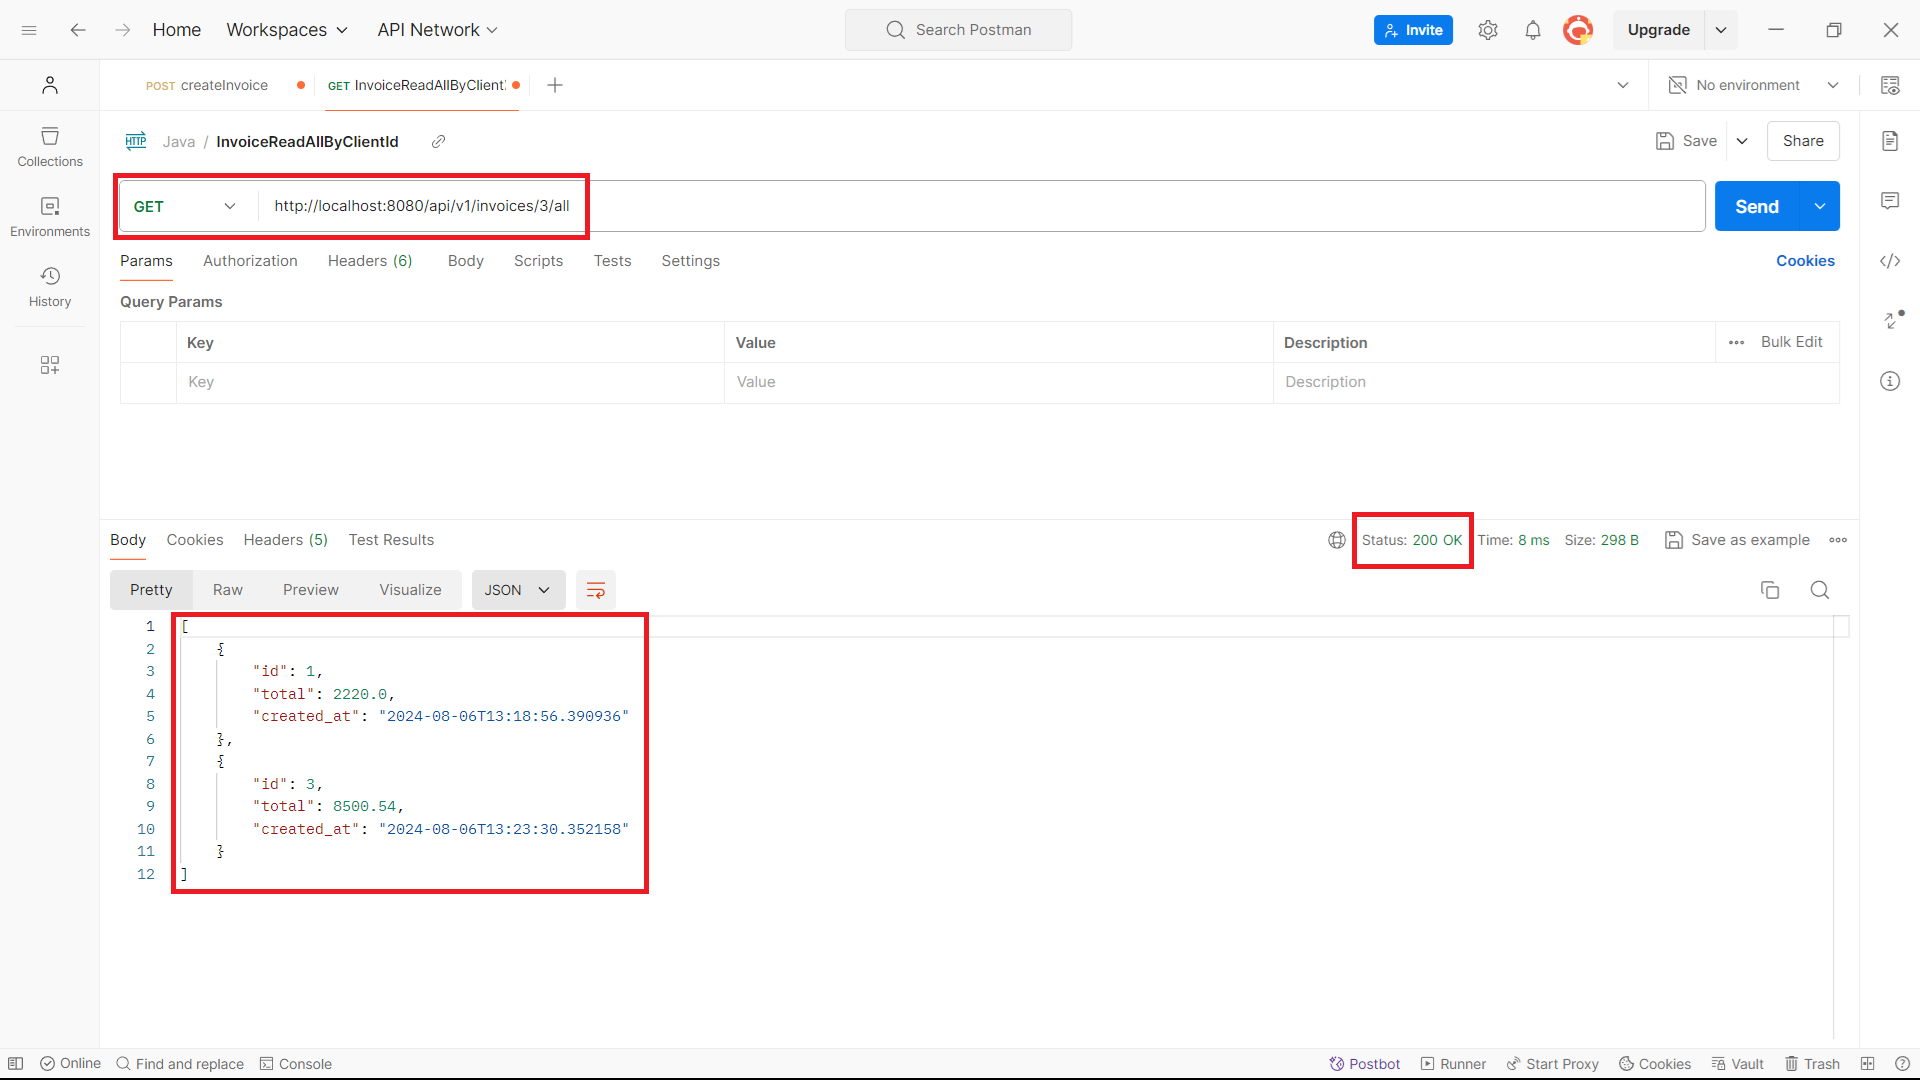 Home Workspaces API Network Search Postman Invite Upgrade
POST createInvoice GET InvoiceReadAllByClient No environment
HTTP Java / InvoiceReadAllByClientId Save Share
Collections
GET http://localhost:8080/api/v1/invoices/3/all Send
Environments
Params Authorization Headers (6) Body Scripts Tests Settings Cookies
History
Query Params
Key Value Description Bulk Edit
Key Value Description
Body Cookies Headers (5) Test Results Status: 200 OK Time: 8 ms Size: 298 B Save as example
Pretty Raw Preview Visualize JSON
1 [
2 {
3 "id": 1,
4 "total": 2220.0,
5 "created_at": "2024-08-06T13:18:56.390936"
6 },
7 {
8 "id": 3,
9 "total": 8500.54,
10 "created_at": "2024-08-06T13:23:30.352158"
11 }
12 ]
Online Find and replace Console Postbot Runner Start Proxy Cookies Vault Trash